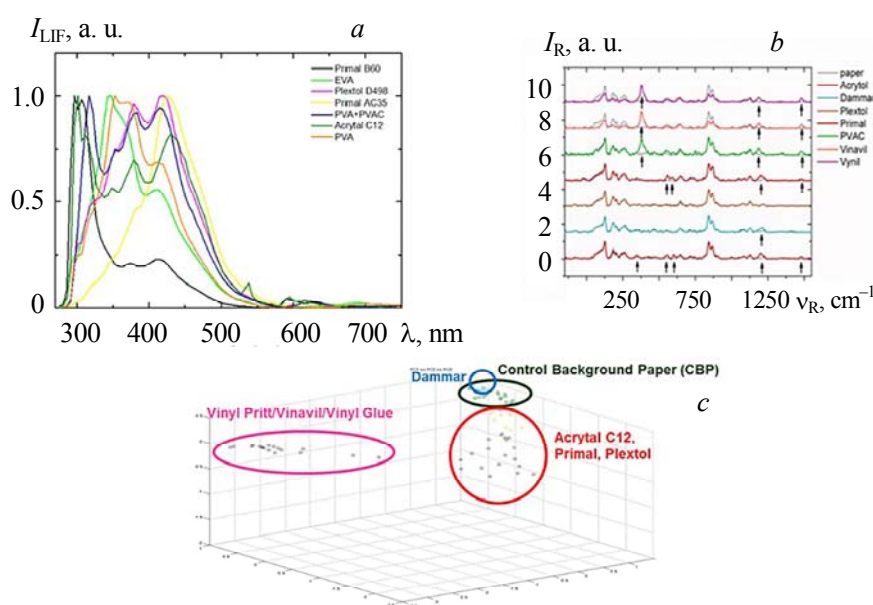 I_LIF, a. u.
a
Primal B60
EVA
Plextol D498
Primal AC35
PVA+PVAC
Acrytal C12
PVA
1.0
0.5
0
300 400 500 600 700 λ, nm
I_R, a. u.
b
paper
Acrytol
Dammar
Plextol
Primal
PVAC
Vinavil
Vynil
10
8
6
4
2
0
250 750 1250 ν_R, cm⁻¹
c
Dammar
Control Background Paper (CBP)
Vinyl Pritt/Vinavil/Vinyl Glue
Acrytal C12,
Primal, Plextol